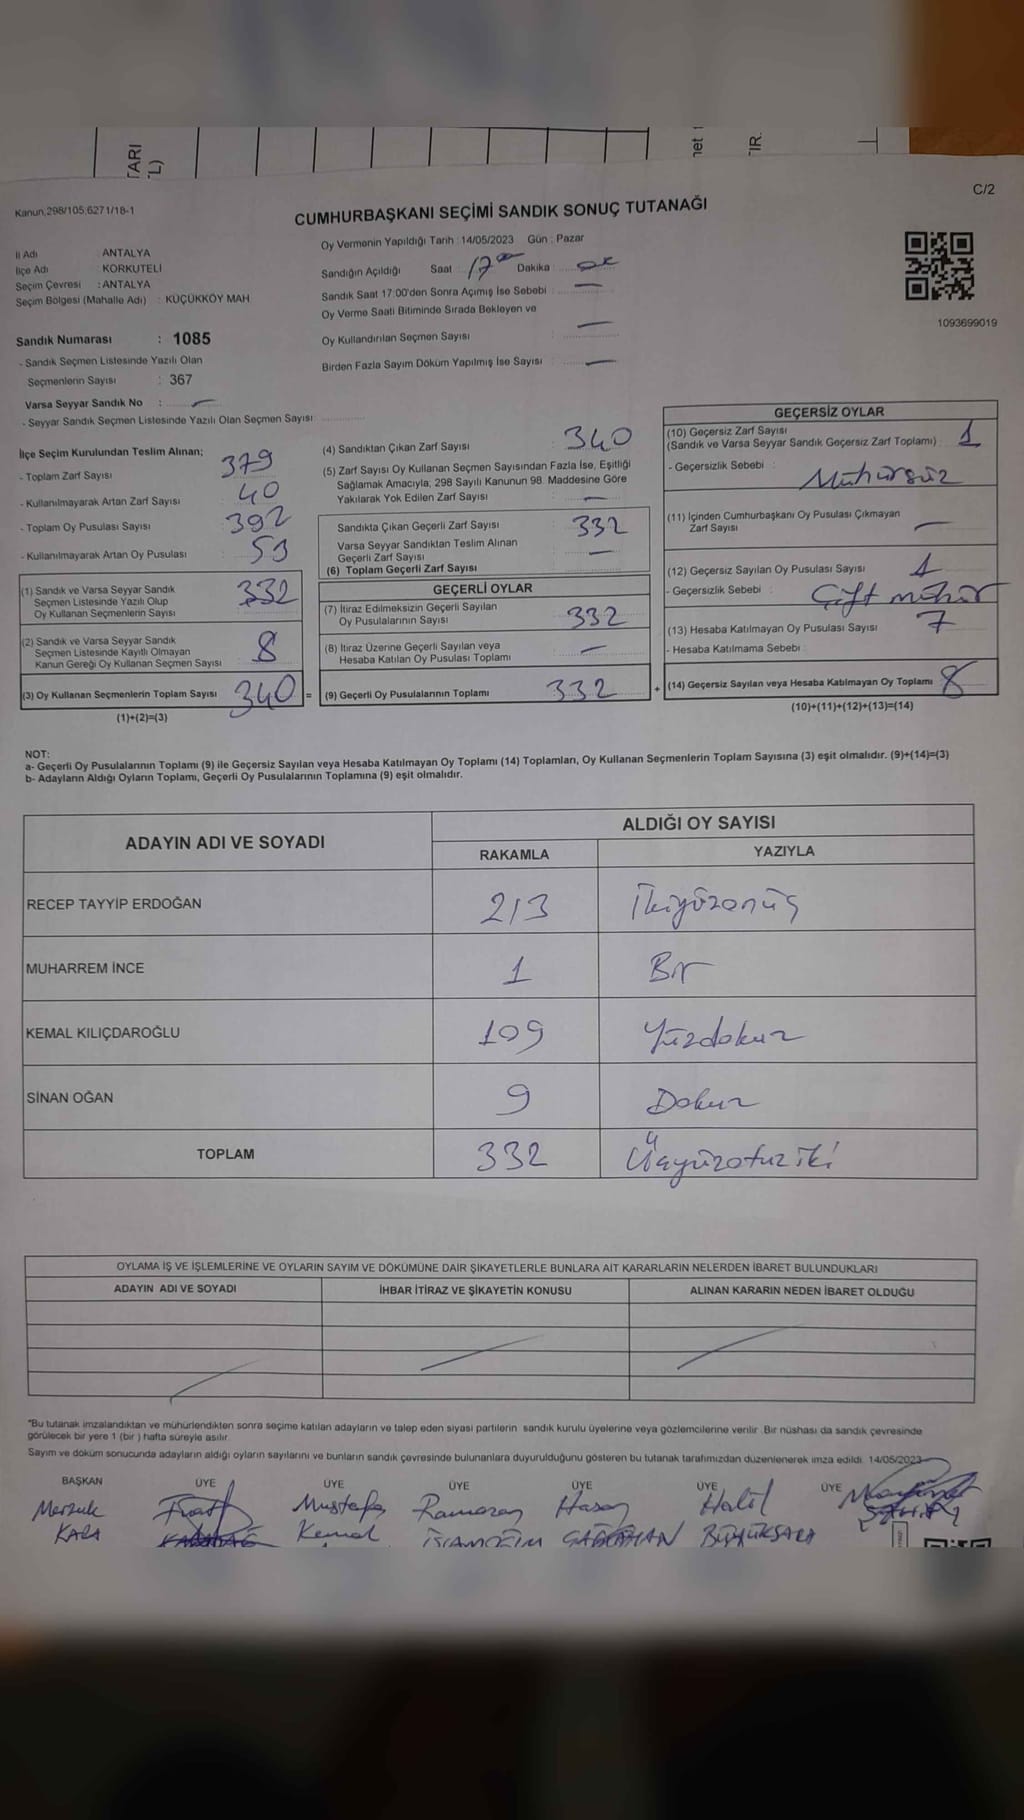 TARI
'L)
net
TIR.
C/2
Kanun,298/105,6271/18-1
CUMHURBAŞKANI SEÇİMİ SANDIK SONUÇ TUTANAĞI
İl Adı : ANTALYA
İlçe Adı : KORKUTELİ
Seçim Çevresi : ANTALYA
Seçim Bölgesi (Mahalle Adı) : KÜÇÜKKÖY MAH
Sandık Numarası : 1085
- Sandık Seçmen Listesinde Yazılı Olan
Seçmenlerin Sayısı : 367
Varsa Seyyar Sandık No : —
- Seyyar Sandık Seçmen Listesinde Yazılı Olan Seçmen Sayısı
Oy Vermenin Yapıldığı Tarih : 14/05/2023 Gün : Pazar
Sandığın Açıldığı Saat : 17 00 Dakika :
Sandık Saat 17:00'den Sonra Açımış İse Sebebi : —
Oy Verme Saati Bitiminde Sırada Bekleyen ve
Oy Kullandırılan Seçmen Sayısı : —
Birden Fazla Sayım Döküm Yapılmış İse Sayısı : —
1093699019
İlçe Seçim Kurulundan Teslim Alınan;
- Toplam Zarf Sayısı 379
- Kullanılmayarak Artan Zarf Sayısı 40
- Toplam Oy Pusulası Sayısı 392
- Kullanılmayarak Artan Oy Pusulası 53
(1) Sandık ve Varsa Seyyar Sandık
Seçmen Listesinde Yazılı Olup
Oy Kullanan Seçmenlerin Sayısı 332
(2) Sandık ve Varsa Seyyar Sandık
Seçmen Listesinde Kayıtlı Olmayan
Kanun Gereği Oy Kullanan Seçmen Sayısı 8
(3) Oy Kullanan Seçmenlerin Toplam Sayısı 340 =
(1)+(2)=(3)
(4) Sandıktan Çıkan Zarf Sayısı : 340
(5) Zarf Sayısı Oy Kullanan Seçmen Sayısından Fazla İse, Eşitliği
Sağlamak Amacıyla, 298 Sayılı Kanunun 98. Maddesine Göre
Yakılarak Yok Edilen Zarf Sayısı —
Sandıkta Çıkan Geçerli Zarf Sayısı 332
Varsa Seyyar Sandıktan Teslim Alınan
Geçerli Zarf Sayısı —
(6) Toplam Geçerli Zarf Sayısı
GEÇERLİ OYLAR
(7) İtiraz Edilmeksizin Geçerli Sayılan
Oy Pusulalarının Sayısı 332
(8) İtiraz Üzerine Geçerli Sayılan veya
Hesaba Katılan Oy Pusulası Toplamı —
(9) Geçerli Oy Pusulalarının Toplamı 332 +
GEÇERSİZ OYLAR
(10) Geçersiz Zarf Sayısı
(Sandık ve Varsa Seyyar Sandık Geçersiz Zarf Toplamı) : 1
- Geçersizlik Sebebi : Mühürsüz
(11) İçinden Cumhurbaşkanı Oy Pusulası Çıkmayan
Zarf Sayısı —
(12) Geçersiz Sayılan Oy Pusulası Sayısı 1
- Geçersizlik Sebebi : Çift mühür
(13) Hesaba Katılmayan Oy Pusulası Sayısı 7
- Hesaba Katılmama Sebebi
(14) Geçersiz Sayılan veya Hesaba Katılmayan Oy Toplamı 8
(10)+(11)+(12)+(13)=(14)
NOT:
a- Geçerli Oy Pusulalarının Toplamı (9) ile Geçersiz Sayılan veya Hesaba Katılmayan Oy Toplamı (14) Toplamları, Oy Kullanan Seçmenlerin Toplam Sayısına (3) eşit olmalıdır. (9)+(14)=(3)
b- Adayların Aldığı Oyların Toplamı, Geçerli Oy Pusulalarının Toplamına (9) eşit olmalıdır.
ADAYIN ADI VE SOYADI ALDIĞI OY SAYISI
RAKAMLA YAZIYLA
RECEP TAYYİP ERDOĞAN 213 İkiyüzonüç
MUHARREM İNCE 1 Bir
KEMAL KILIÇDAROĞLU 109 Yüzdokuz
SİNAN OĞAN 9 Dokuz
TOPLAM 332 Üçyüzotuziki
OYLAMA İŞ VE İŞLEMLERİNE VE OYLARIN SAYIM VE DÖKÜMÜNE DAİR ŞİKAYETLERLE BUNLARA AİT KARARLARIN NELERDEN İBARET BULUNDUKLARI
ADAYIN ADI VE SOYADI İHBAR İTİRAZ VE ŞİKAYETİN KONUSU ALINAN KARARIN NEDEN İBARET OLDUĞU
"Bu tutanak imzalandıktan ve mühürlendikten sonra seçime katılan adayların ve talep eden siyasi partilerin sandık kurulu üyelerine veya gözlemcilerine verilir. Bir nüshası da sandık çevresinde
görülecek bir yere 1 (bir ) hafta süreyle asılır.
Sayım ve döküm sonucunda adayların aldığı oyların sayılarını ve bunların sandık çevresinde bulunanlara duyurulduğunu gösteren bu tutanak tarafımızdan düzenlenerek imza edildi. 14/05/2023
BAŞKAN ÜYE ÜYE ÜYE ÜYE ÜYE ÜYE
Merzuk Fırat Mustafa Ramazan Hasan Halil
KARA KARADAĞ Kemal ÇAĞLAHAN BÜYÜKSARA